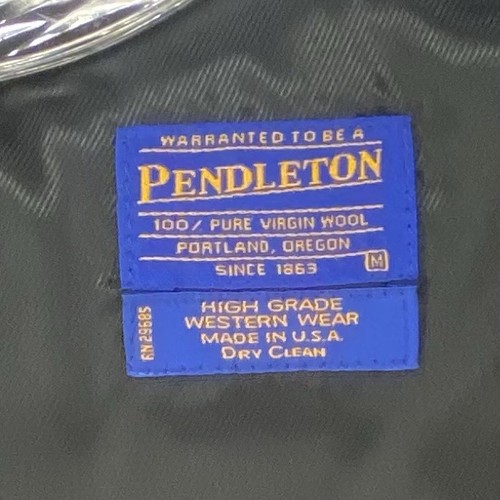 WARRANTED TO BE A
PENDLETON
100% PURE VIRGIN WOOL
PORTLAND, OREGON
SINCE 1863
M
HIGH GRADE
WESTERN WEAR
MADE IN U.S.A.
DRY CLEAN
RN 29685